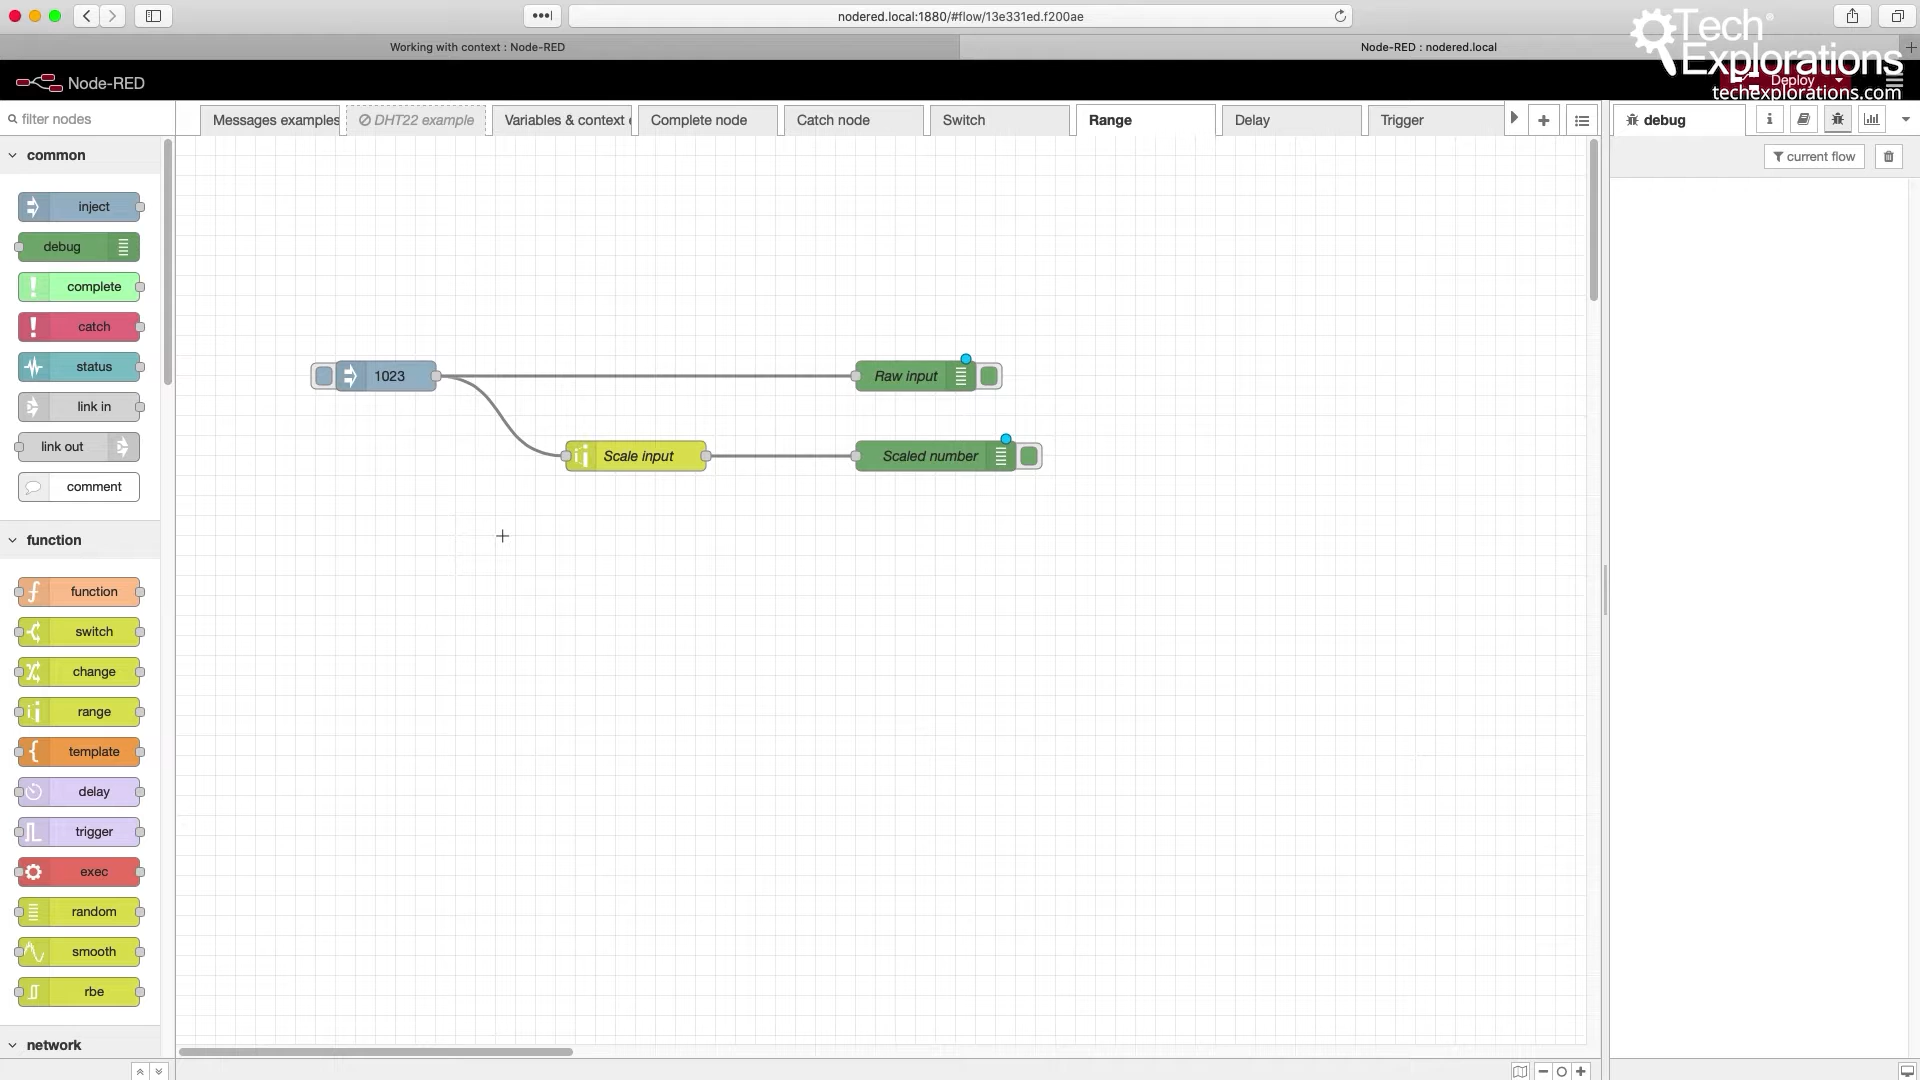 nodered.local:1880/#flow/13e331ed.f200ae
Working with context : Node-RED
Node-RED : nodered.local
Tech
Explorations
techexplorations.com
Node-RED
Deploy
filter nodes
Messages examples
DHT22 example
Variables & context
Complete node
Catch node
Switch
Range
Delay
Trigger
debug
current flow
common
inject
debug
complete
catch
status
link in
link out
comment
function
function
switch
change
range
template
delay
trigger
exec
random
smooth
rbe
network
1023
Raw input
Scale input
Scaled number